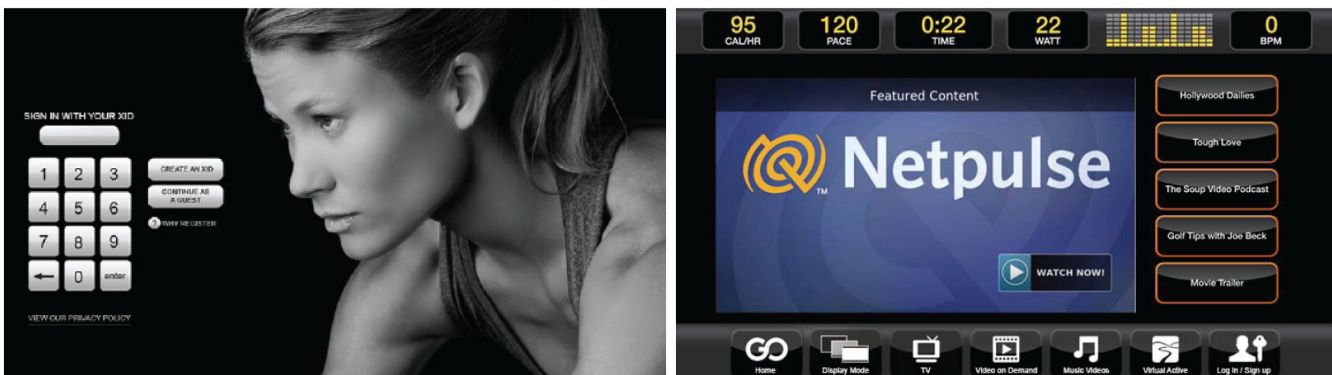 SIGN IN WITH YOUR XID
1 2 3
4 5 6
7 8 9
0 enter
CREATE AN XID
CONTINUE AS
A GUEST
? WHY REGISTER
VIEW OUR PRIVACY POLICY
95 120 0:22 22 0
CAL/HR PACE TIME WATT BPM
Featured Content
Netpulse™
WATCH NOW!
Hollywood Dailies
Tough Love
The Soup Video Podcast
Golf Tips with Joe Beck
Movie Trailer
GO
Home Display Mode TV Video on Demand Music Videos Virtual Active Log In / Sign up